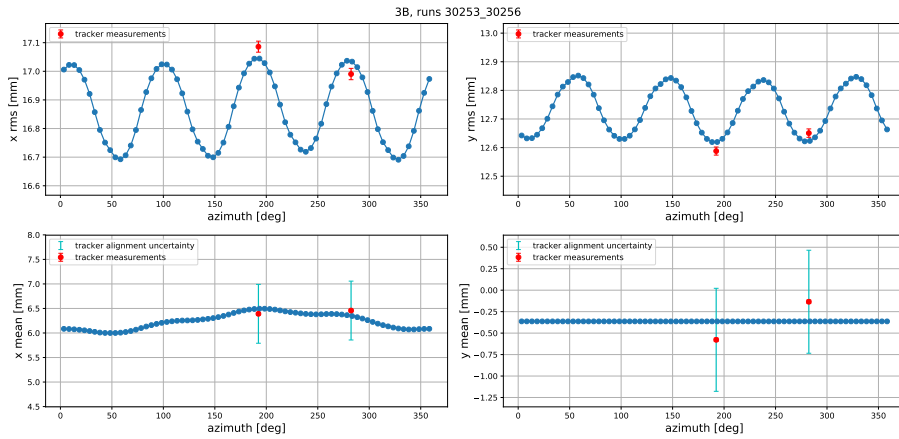 3B, runs 30253_30256
17.1
17.0
16.9
16.8
16.7
16.6
x rms [mm]
tracker measurements
0 50 100 150 200 250 300 350
azimuth [deg]
13.0
12.9
12.8
12.7
12.6
12.5
y rms [mm]
tracker measurements
0 50 100 150 200 250 300 350
azimuth [deg]
8.0
7.5
7.0
6.5
6.0
5.5
5.0
4.5
x mean [mm]
tracker alignment uncertainty
tracker measurements
0 50 100 150 200 250 300 350
azimuth [deg]
0.50
0.25
0.00
−0.25
−0.50
−0.75
−1.00
−1.25
y mean [mm]
tracker alignment uncertainty
tracker measurements
0 50 100 150 200 250 300 350
azimuth [deg]